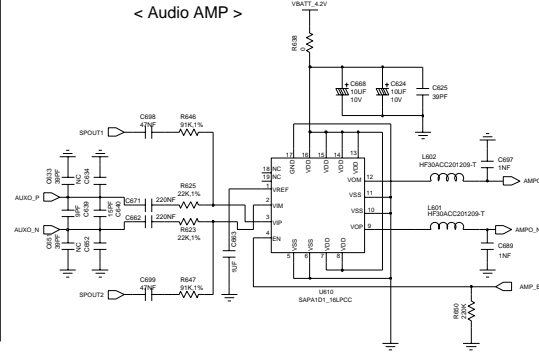 < Audio AMP >
VBATT_4.2V
R638
0
C668
10UF
10V
C624
10UF
10V
C625
39PF
C698
47NF
R646
91K,1%
SPOUT1
17
16
15
14
13
GND
VDD
VDD
VDD
VDD
18
NC
19
NC
1
VREF
2
VIM
3
VIP
4
EN
VOM
12
VSS
11
VSS
10
VOP
9
VSS
VSS
VDD
VDD
5
6
7
8
U610
SAPA1D1_16LPCC
L602
HF30ACC201209-T
C697
1NF
AMPO
L601
HF30ACC201209-T
AMPO_N
C689
1NF
39PF
NC
C634
AUXO_P
C671
220NF
R625
22K,1%
9PF
C639
15PF
C640
AUXO_N
C662
220NF
R623
22K,1%
39PF
NC
C652
C663
1UF
C699
47NF
R647
91K,1%
SPOUT2
AMP_E
R650
220K